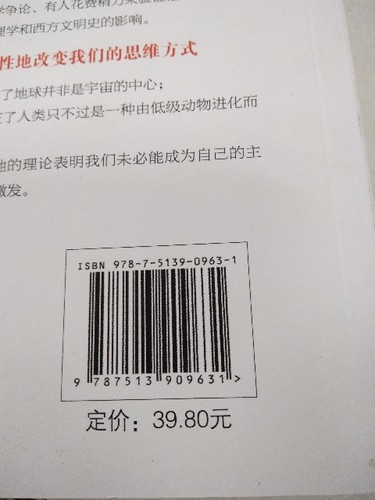 学争论、有人花费精力来
理学和西方文明史的影响。
性地改变我们的思维方式
了地球并非是宇宙的中心；
了人类只不过是一种由低级动物进化而
他的理论表明我们未必能成为自己的主
激发。
ISBN 978-7-5139-0963-1
9 787513 909631 >
定价：39.80元